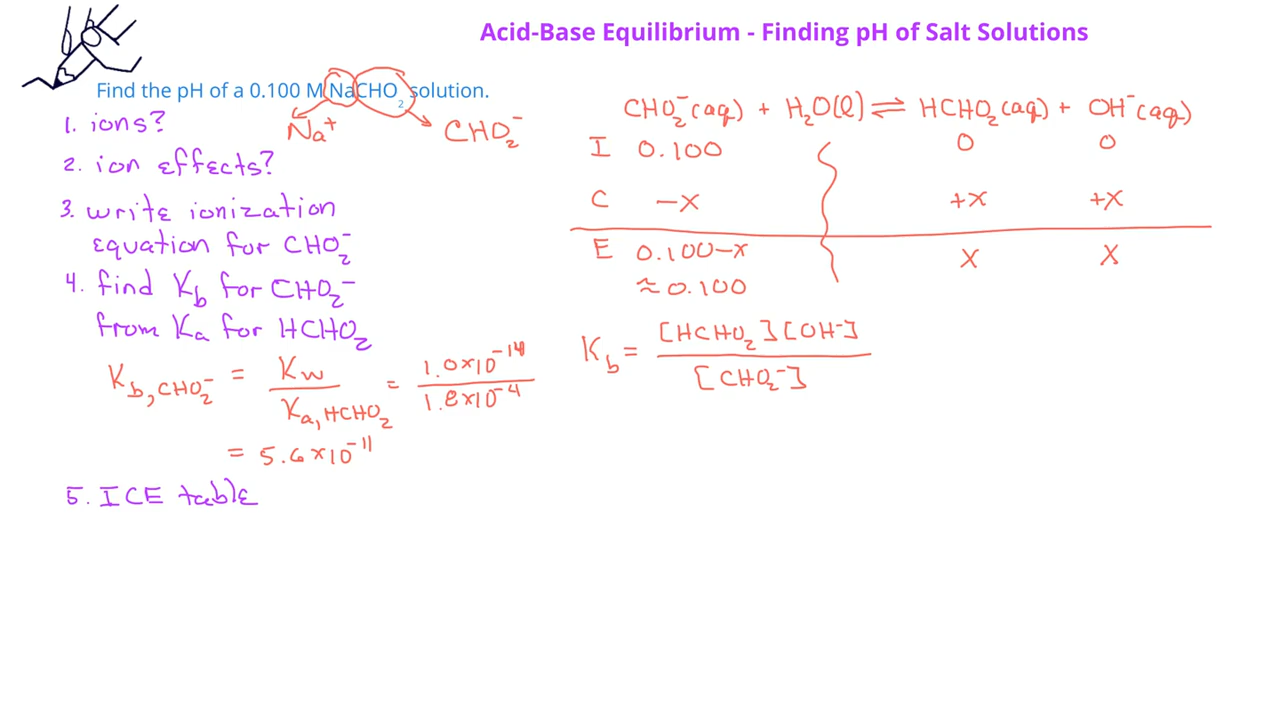 Acid-Base Equilibrium - Finding pH of Salt Solutions
Find the pH of a 0.100 M NaCHO₂ solution.
Na⁺ CHO₂⁻
1. ions?
2. ion effects?
3. write ionization
equation for CHO₂⁻
4. find Kb for CHO₂⁻
from Ka for HCHO₂
Kb,CHO₂⁻ = Kw / Ka,HCHO₂ = 1.0×10⁻¹⁴ / 1.8×10⁻⁴
= 5.6×10⁻¹¹
5. ICE table
CHO₂⁻(aq) + H₂O(l) ⇌ HCHO₂(aq) + OH⁻(aq)
I 0.100 0 0
C −x +x +x
E 0.100−x x x
≈0.100
Kb = [HCHO₂][OH⁻] / [CHO₂⁻]